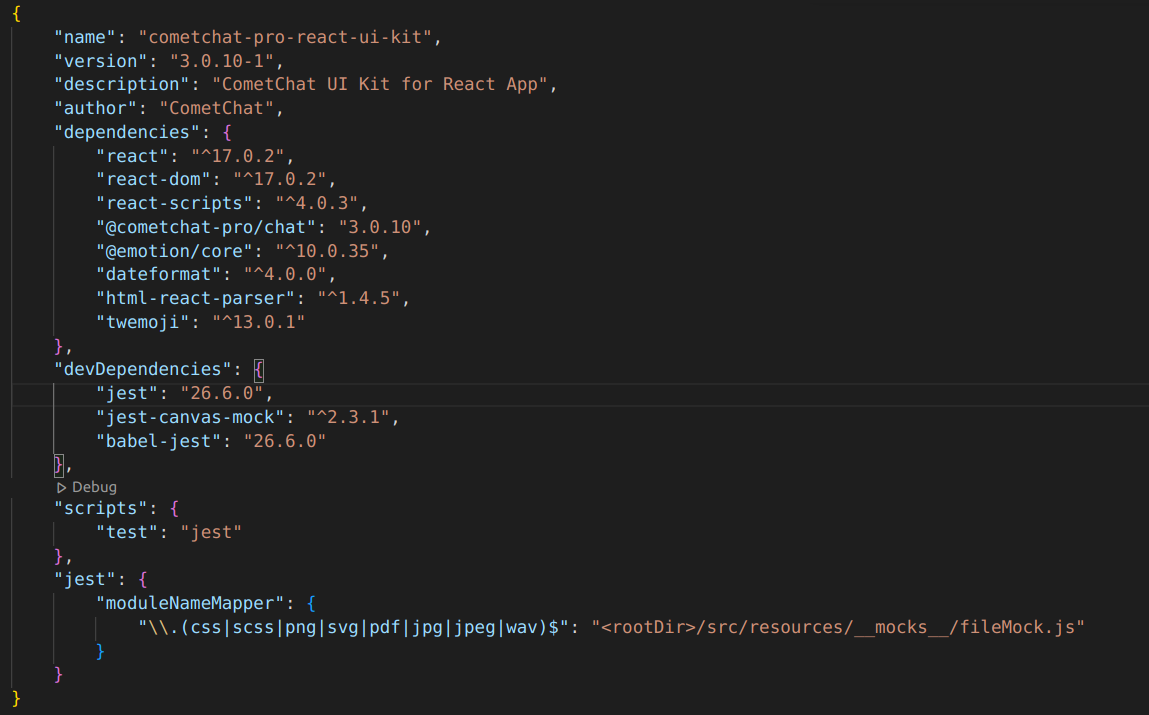 {
"name": "cometchat-pro-react-ui-kit",
"version": "3.0.10-1",
"description": "CometChat UI Kit for React App",
"author": "CometChat",
"dependencies": {
"react": "^17.0.2",
"react-dom": "^17.0.2",
"react-scripts": "^4.0.3",
"@cometchat-pro/chat": "3.0.10",
"@emotion/core": "^10.0.35",
"dateformat": "^4.0.0",
"html-react-parser": "^1.4.5",
"twemoji": "^13.0.1"
},
"devDependencies": {
"jest": "26.6.0",
"jest-canvas-mock": "^2.3.1",
"babel-jest": "26.6.0"
},
Debug
"scripts": {
"test": "jest"
},
"jest": {
"moduleNameMapper": {
"\\.(css|scss|png|svg|pdf|jpg|jpeg|wav)$": "<rootDir>/src/resources/__mocks__/fileMock.js"
}
}
}